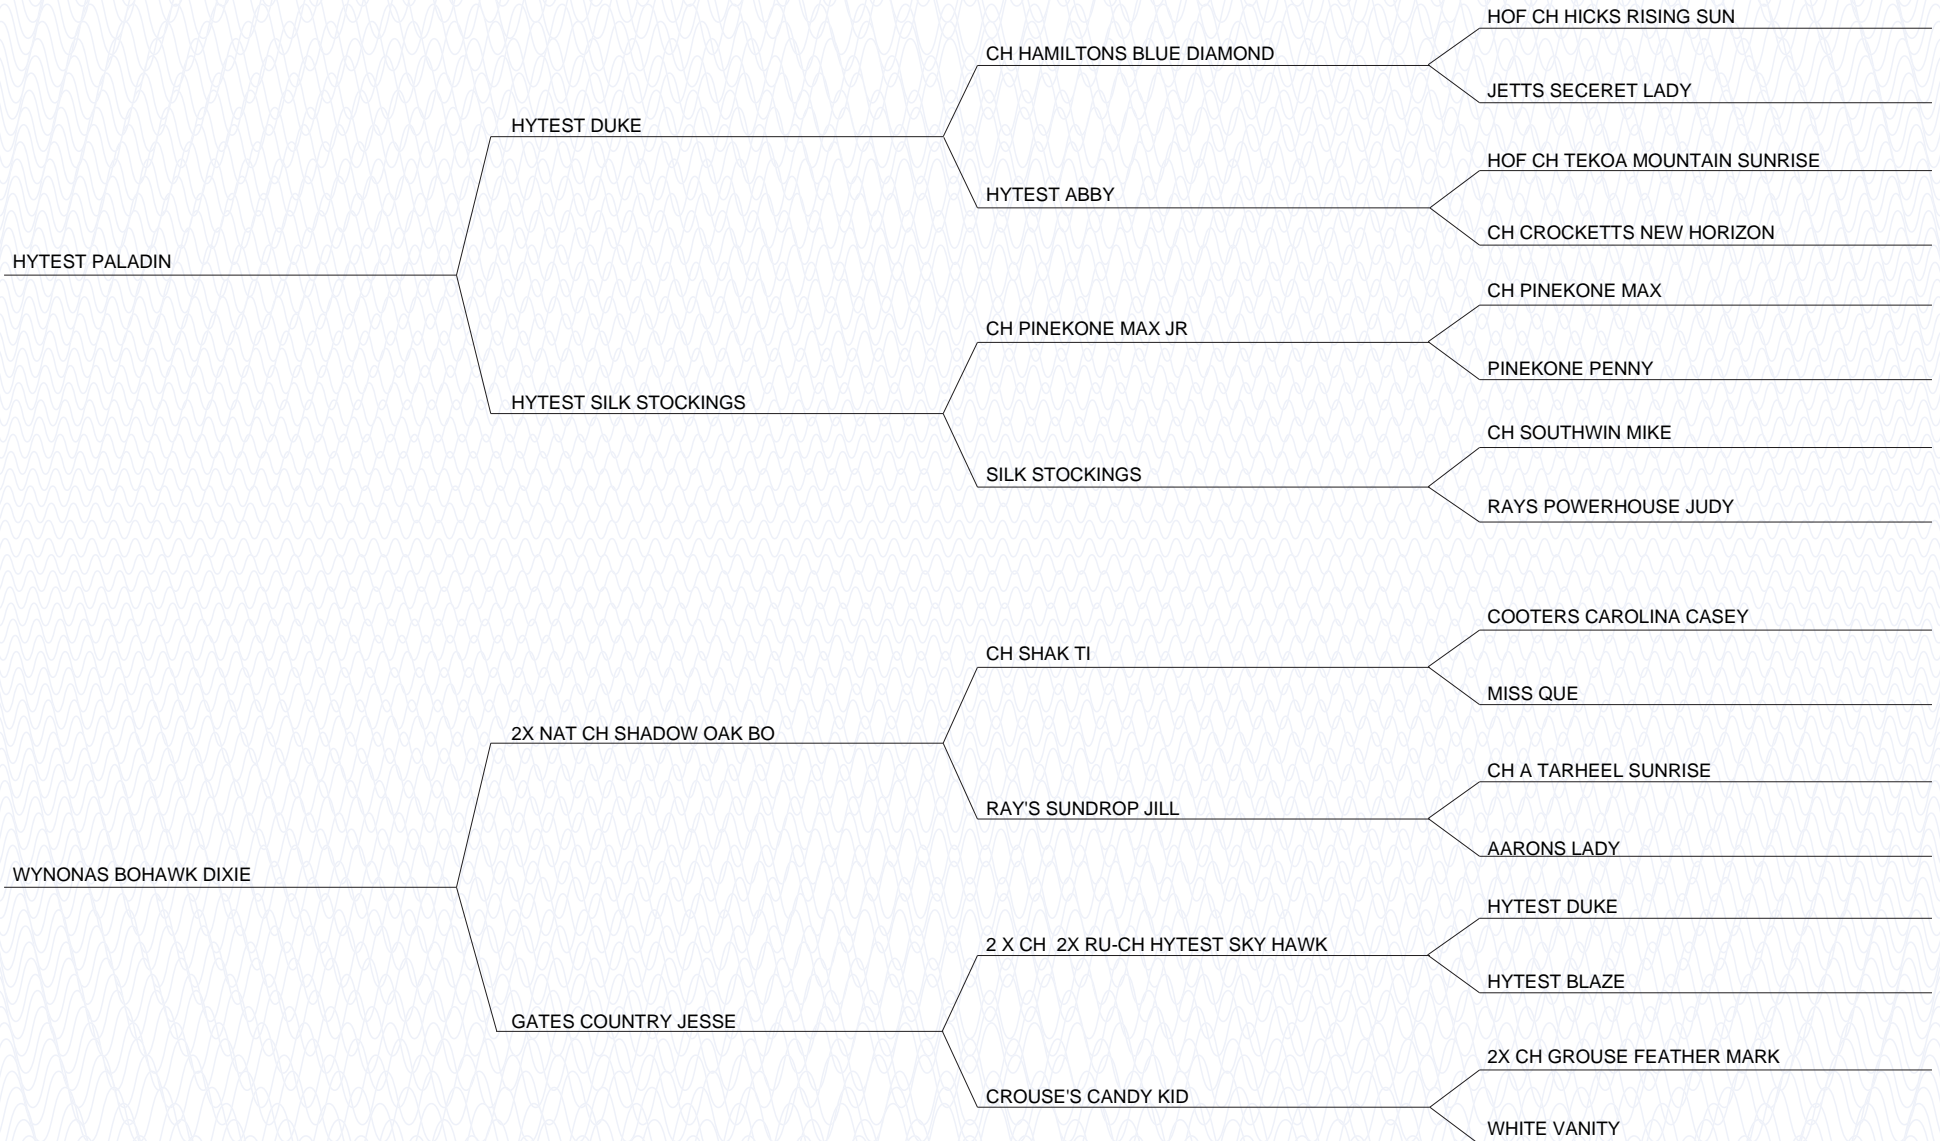 HOF CH HICKS RISING SUN
CH HAMILTONS BLUE DIAMOND
JETTS SECERET LADY
HYTEST DUKE
HOF CH TEKOA MOUNTAIN SUNRISE
HYTEST ABBY
CH CROCKETTS NEW HORIZON
HYTEST PALADIN
CH PINEKONE MAX
CH PINEKONE MAX JR
PINEKONE PENNY
HYTEST SILK STOCKINGS
CH SOUTHWIN MIKE
SILK STOCKINGS
RAYS POWERHOUSE JUDY
COOTERS CAROLINA CASEY
CH SHAK TI
MISS QUE
2X NAT CH SHADOW OAK BO
CH A TARHEEL SUNRISE
RAY'S SUNDROP JILL
AARONS LADY
WYNONAS BOHAWK DIXIE
HYTEST DUKE
2 X CH  2X RU-CH HYTEST SKY HAWK
HYTEST BLAZE
GATES COUNTRY JESSE
2X CH GROUSE FEATHER MARK
CROUSE'S CANDY KID
WHITE VANITY